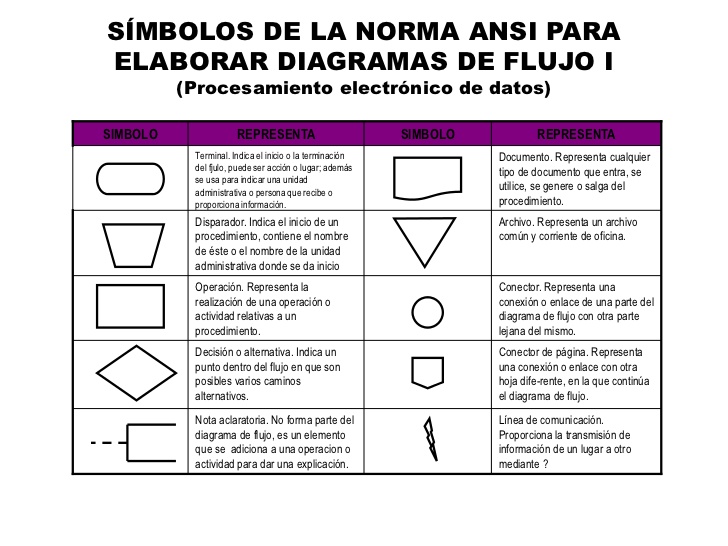 SÍMBOLOS DE LA NORMA ANSI PARA
ELABORAR DIAGRAMAS DE FLUJO I
(Procesamiento electrónico de datos)
SIMBOLO REPRESENTA SIMBOLO REPRESENTA
Terminal. Indica el inicio o la terminación
del fjulo, puede ser acción o lugar; además
se usa para indicar una unidad
administrativa o persona que recibe o
proporciona información.
Documento. Representa cualquier
tipo de documento que entra, se
utilice, se genere o salga del
procedimiento.
Disparador. Indica el inicio de un
procedimiento, contiene el nombre
de éste o el nombre de la unidad
administrativa donde se da inicio
Archivo. Representa un archivo
común y corriente de oficina.
Operación. Representa la
realización de una operación o
actividad relativas a un
procedimiento.
Conector. Representa una
conexión o enlace de una parte del
diagrama de flujo con otra parte
lejana del mismo.
Decisión o alternativa. Indica un
punto dentro del flujo en que son
posibles varios caminos
alternativos.
Conector de página. Representa
una conexión o enlace con otra
hoja dife-rente, en la que continúa
el diagrama de flujo.
Nota aclaratoria. No forma parte del
diagrama de flujo, es un elemento
que se adiciona a una operacion o
actividad para dar una explicación.
Línea de comunicación.
Proporciona la transmisión de
información de un lugar a otro
mediante ?